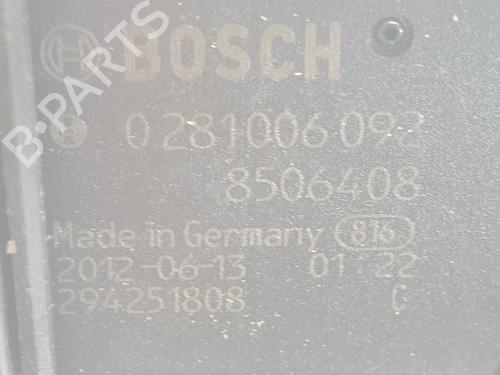 BOSCH
0 281 006 092
8506408
Made in Germany 816
2012-06-13 01:22
294251808 C
B-PARTS